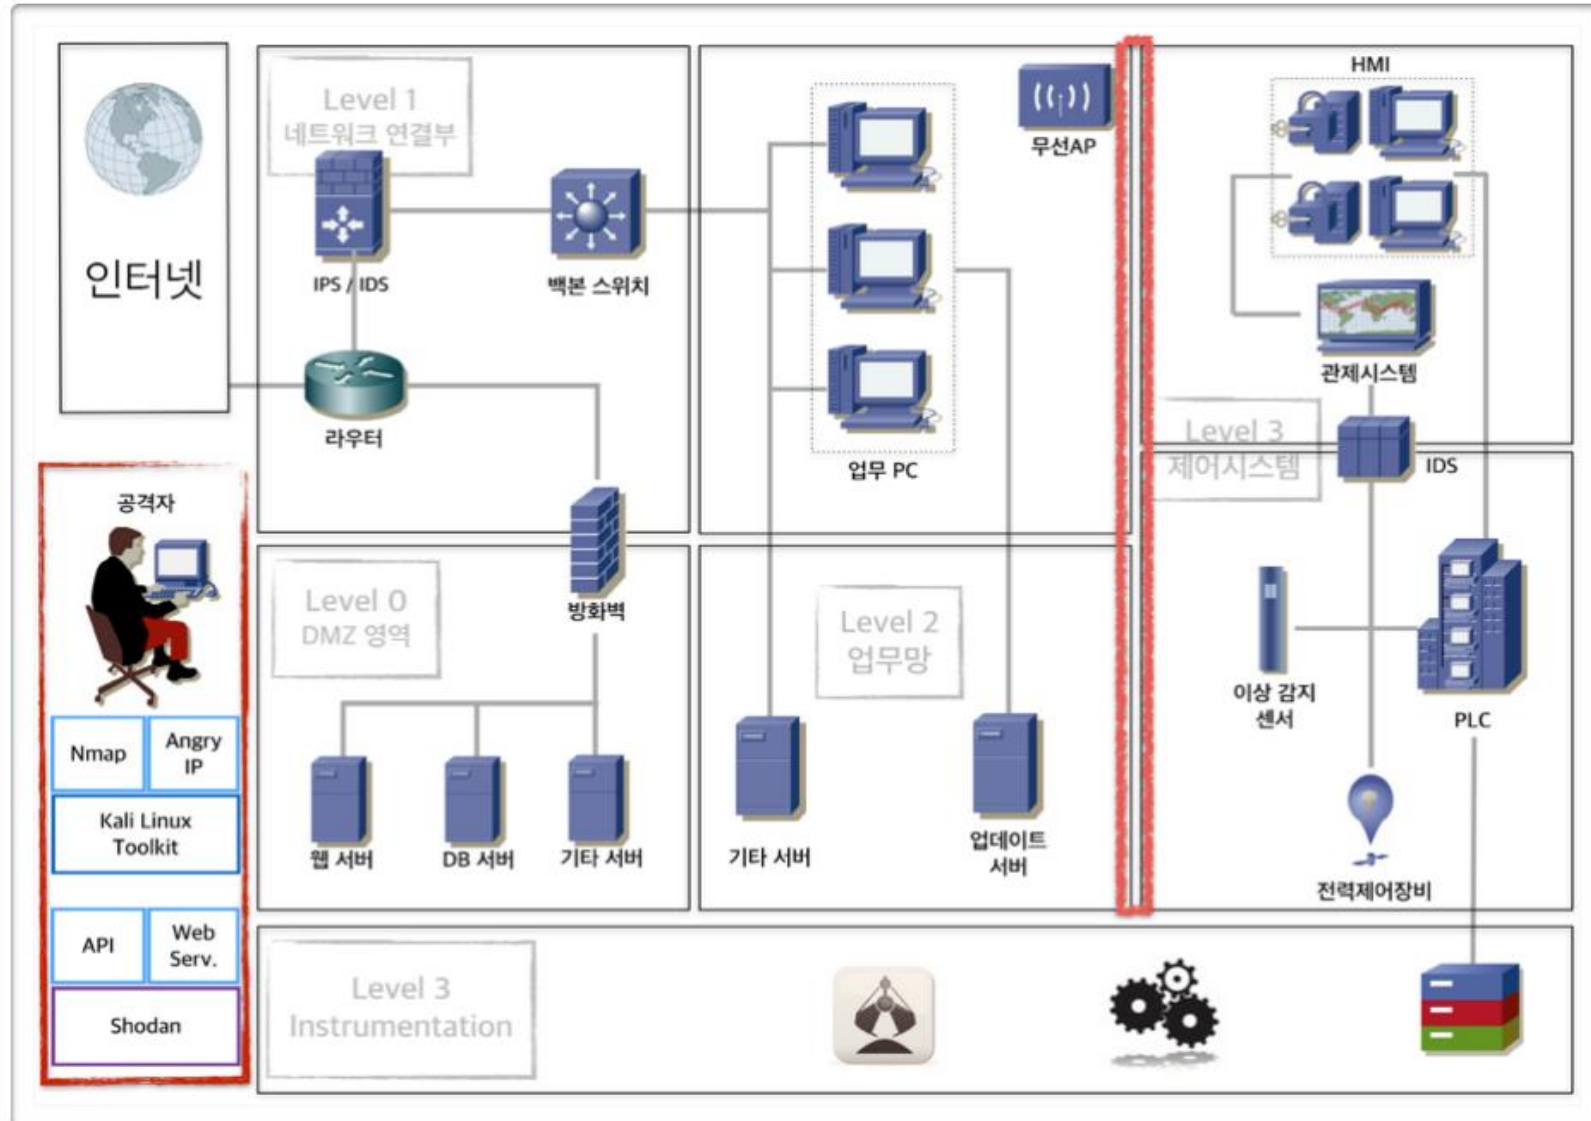 인터넷
Level 1
네트워크 연결부
IPS / IDS
백본 스위치
라우터
무선AP
업무 PC
HMI
관제시스템
Level 3
제어시스템
IDS
공격자
Nmap
Angry
IP
Kali Linux
Toolkit
API
Web
Serv.
Shodan
Level 0
DMZ 영역
방화벽
웹 서버
DB 서버
기타 서버
Level 2
업무망
기타 서버
업데이트
서버
이상 감지
센서
PLC
전력제어장비
Level 3
Instrumentation